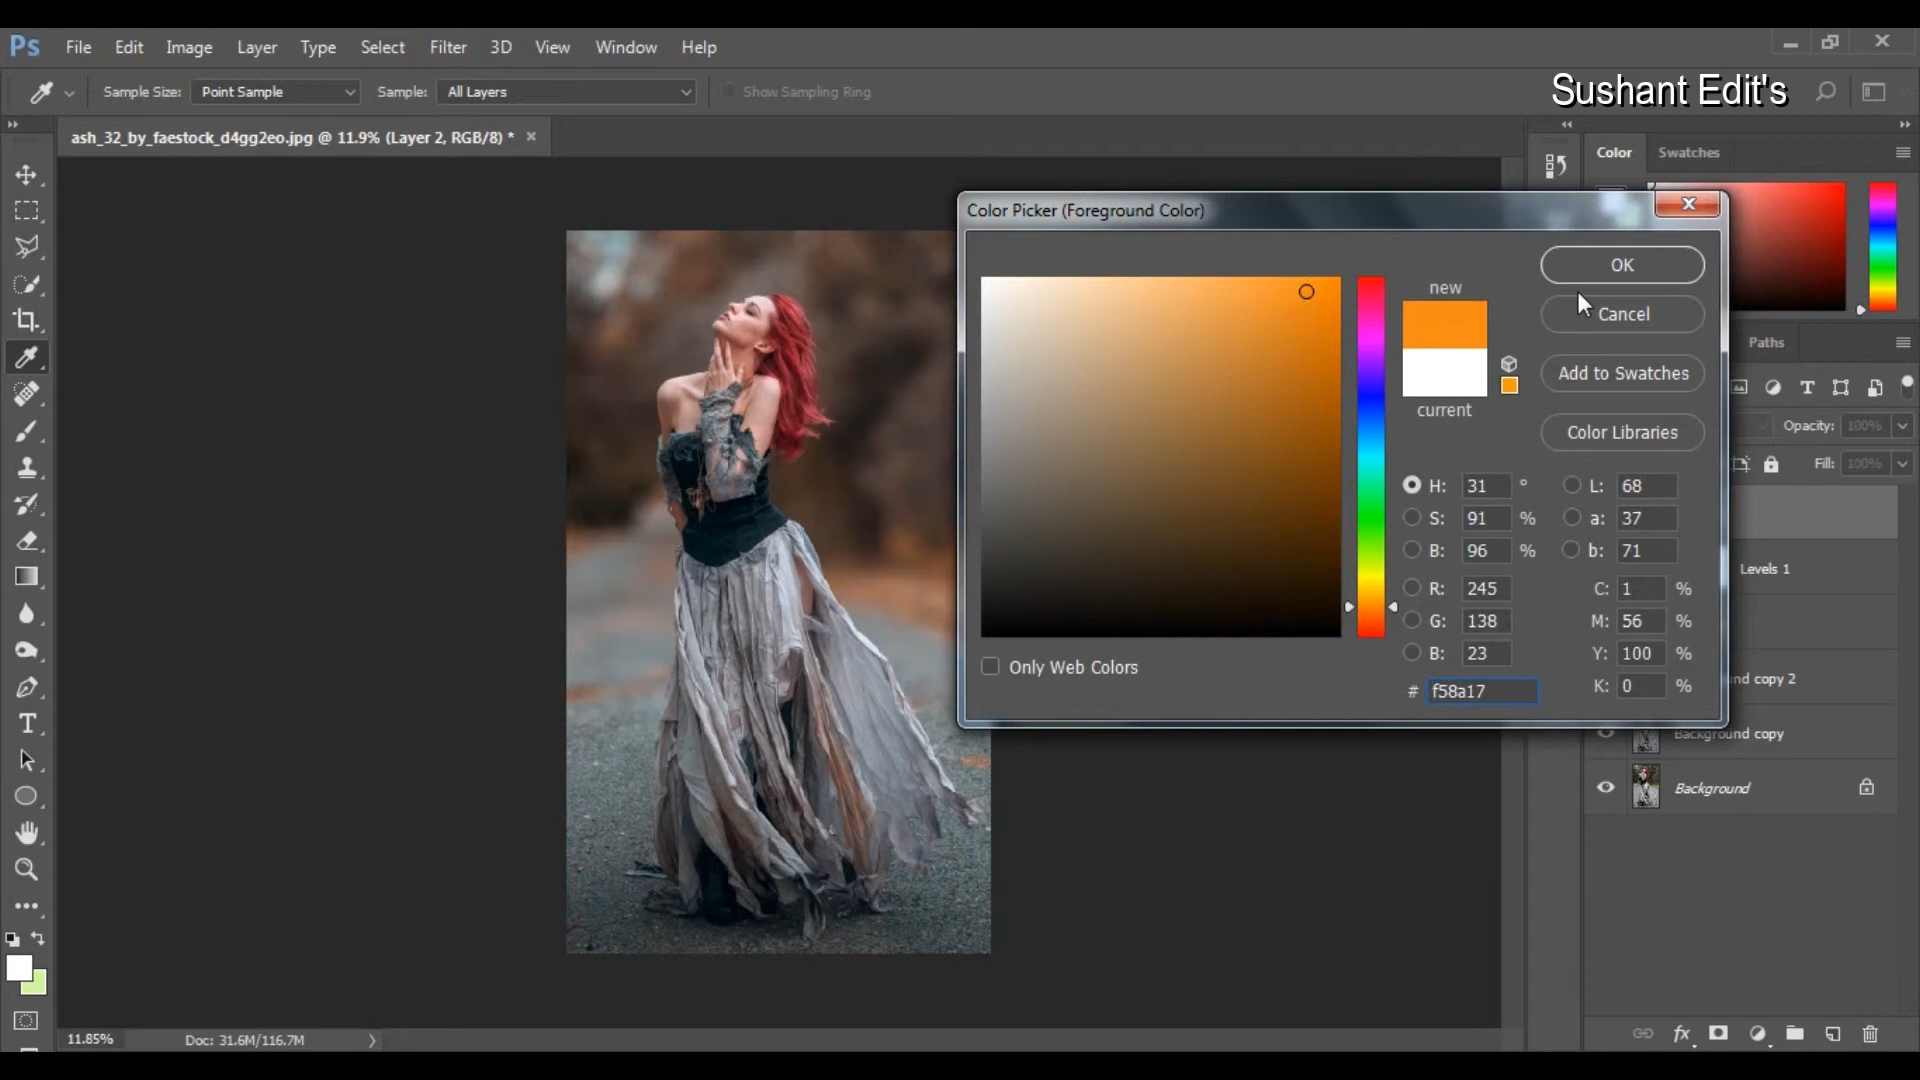 Ps File Edit Image Layer Type Select Filter 3D View Window Help
Sample Size: Point Sample Sample: All Layers Show Sampling Ring
Sushant Edit's
ash_32_by_faestock_d4gg2eo.jpg @ 11.9% (Layer 2, RGB/8) *
Color Swatches
Color Picker (Foreground Color)
OK
new
Cancel
Paths
Add to Swatches
current
Opacity: 100%
Color Libraries
Fill: 100%
H: 31 ° L: 68
S: 91 % a: 37
B: 96 % b: 71
Levels 1
R: 245 C: 1 %
G: 138 M: 56 %
B: 23 Y: 100 %
Only Web Colors
# f58a17 K: 0 %
nd copy 2
Background copy
Background
11.85% Doc: 31.6M/116.7M
fx